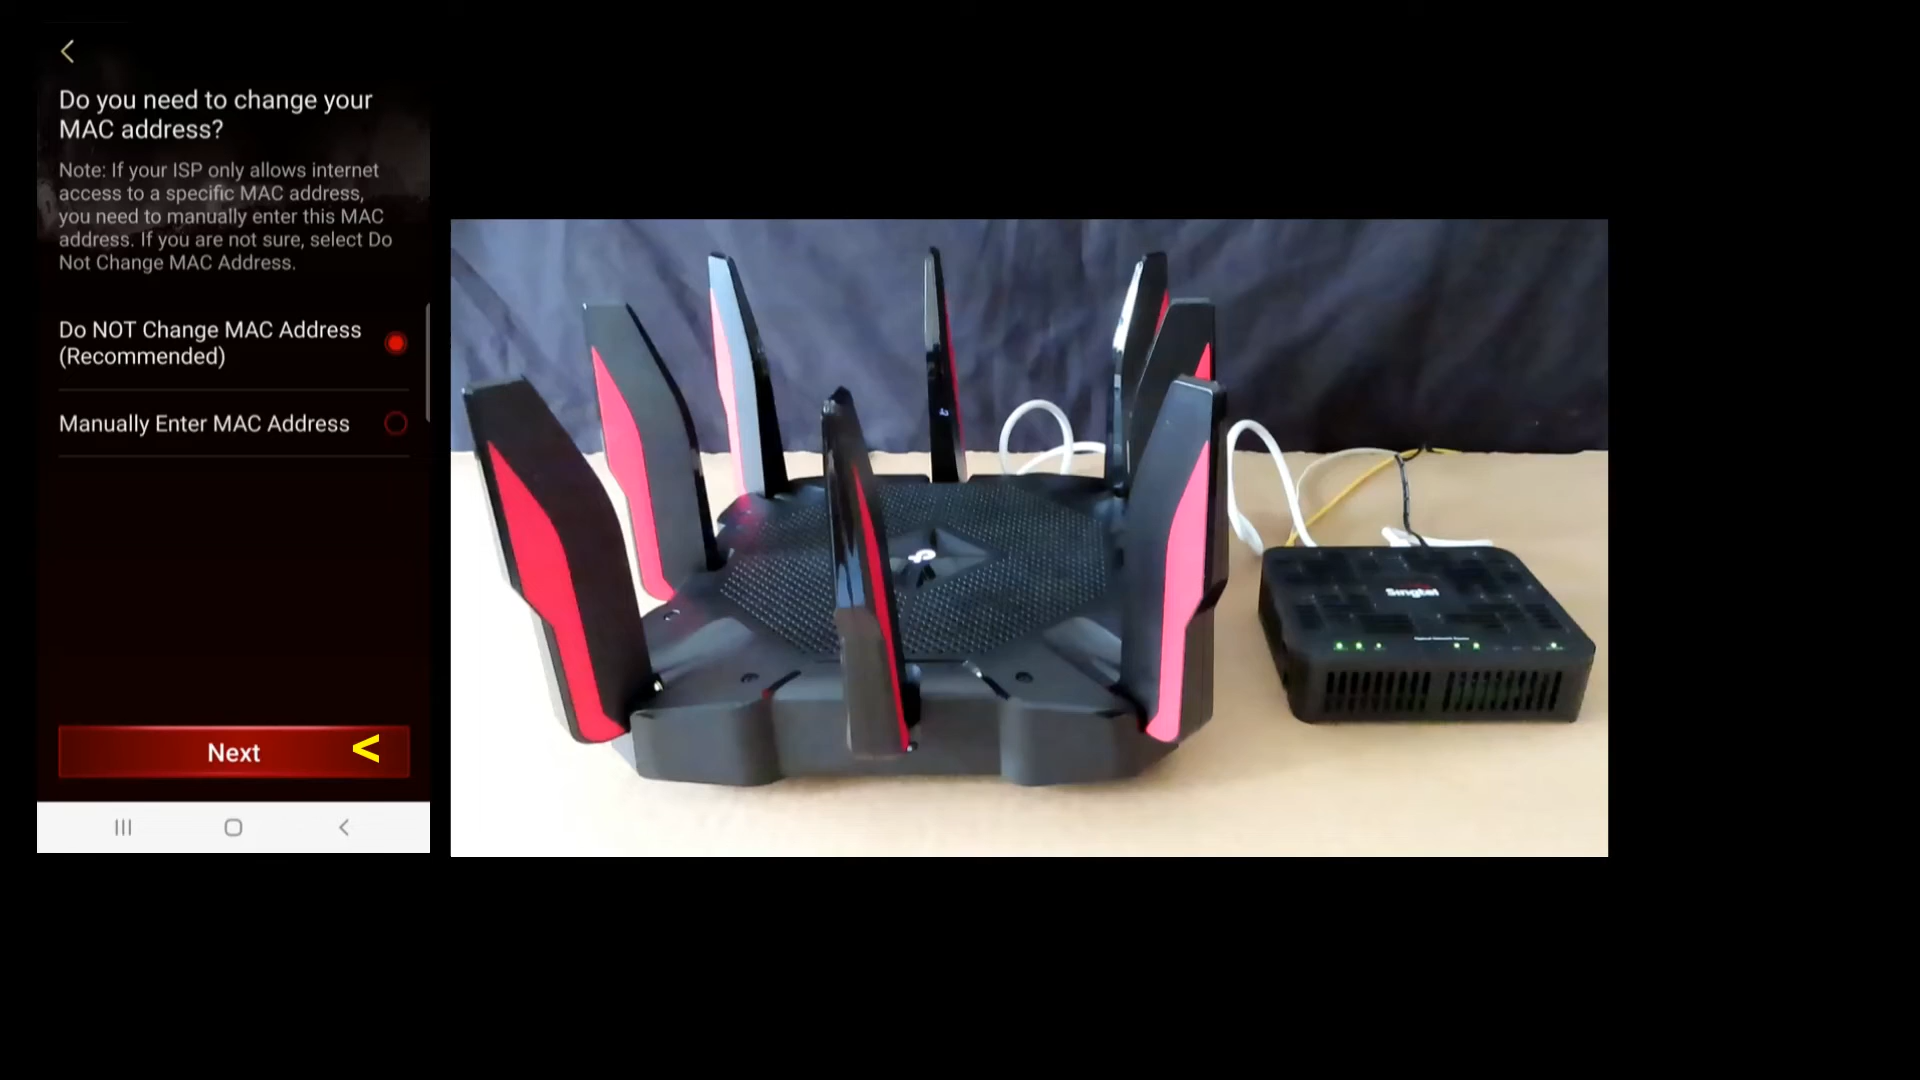 Do you need to change your
MAC address?
Note: If your ISP only allows internet
access to a specific MAC address,
you need to manually enter this MAC
address. If you are not sure, select Do
Not Change MAC Address.
Do NOT Change MAC Address
(Recommended)
Manually Enter MAC Address
Next
<
Singtel